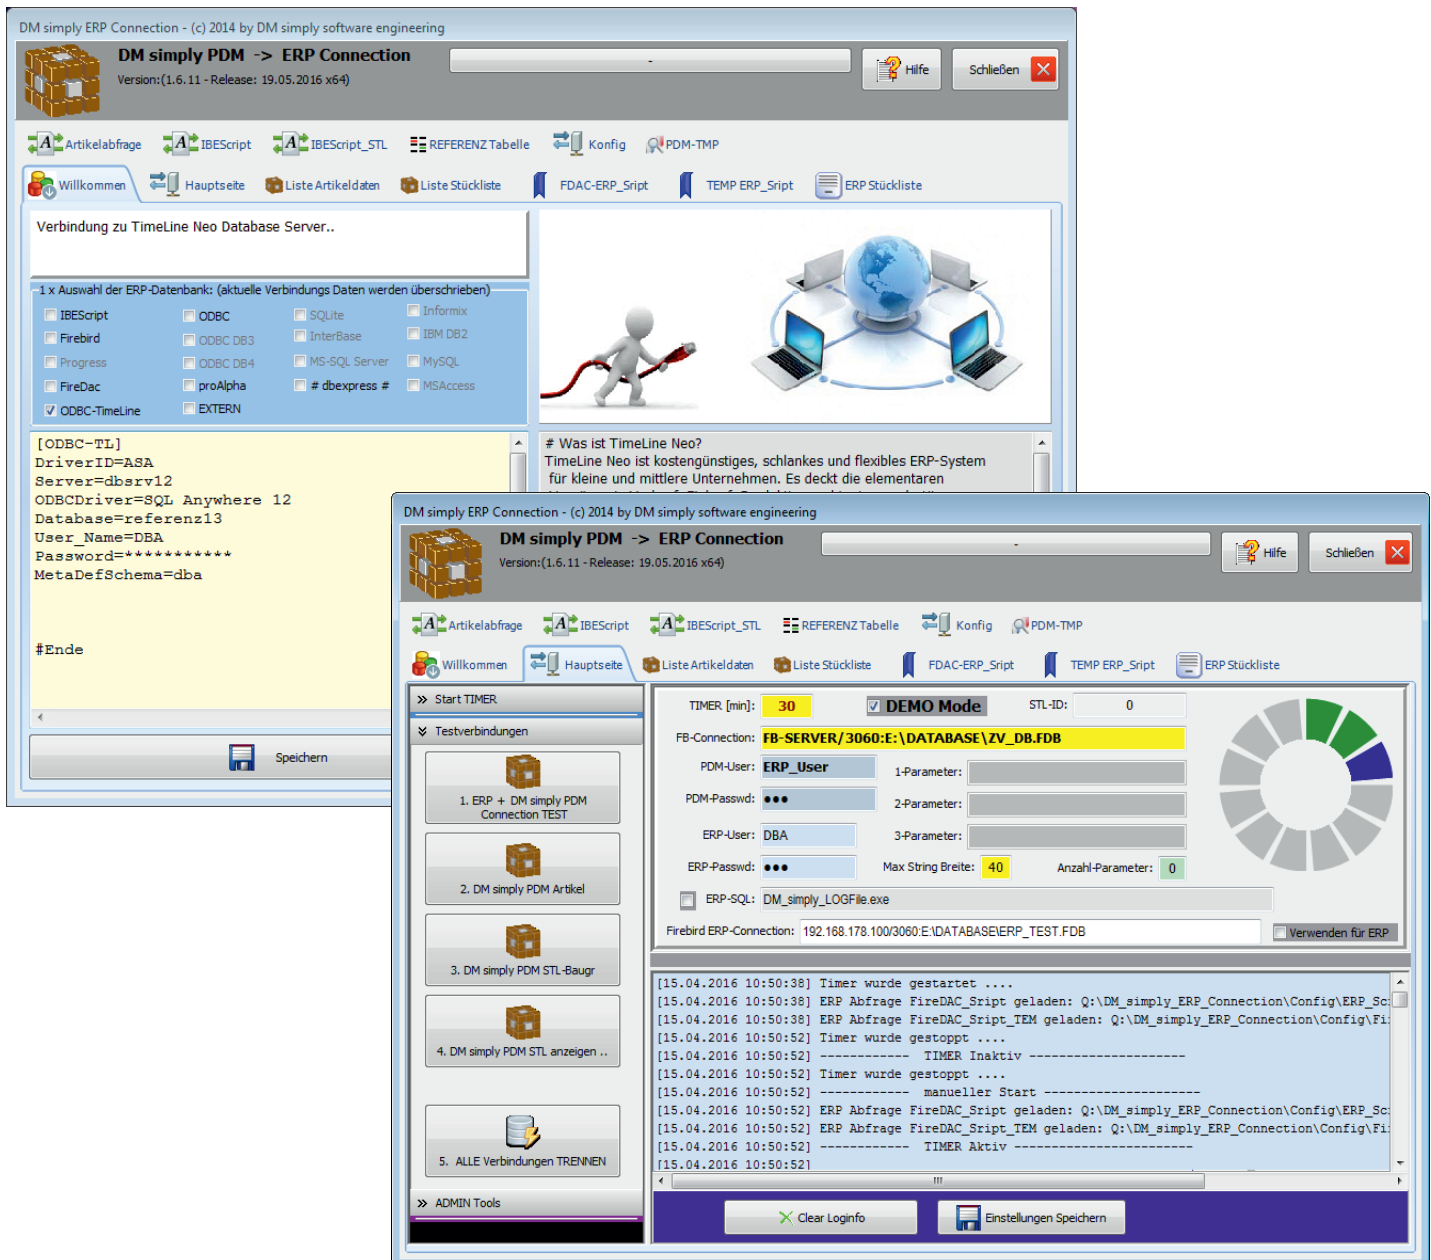 DM simply ERP Connection - (c) 2014 by DM simply software engineering
DM simply PDM -> ERP Connection
Version:(1.6.11 - Release: 19.05.2016 x64)
-
Hilfe
Schließen
Artikelabfrage IBEScript IBEScript_STL REFERENZ Tabelle Konfig PDM-TMP
Willkommen Hauptseite Liste Artikeldaten Liste Stückliste FDAC-ERP_Sript TEMP ERP_Sript ERP Stückliste
Verbindung zu TimeLine Neo Database Server..
1 x Auswahl der ERP-Datenbank: (aktuelle Verbindungs Daten werden überschrieben)
IBEScript ODBC SQLite Informix
Firebird ODBC DB3 InterBase IBM DB2
Progress ODBC DB4 MS-SQL Server MySQL
FireDac proAlpha # dbexpress # MSAccess
ODBC-TimeLine EXTERN
[ODBC-TL]
DriverID=ASA
Server=dbsrv12
ODBCDriver=SQL Anywhere 12
Database=referenz13
User_Name=DBA
Password=***********
MetaDefSchema=dba
#Ende
# Was ist TimeLine Neo?
TimeLine Neo ist kostengünstiges, schlankes und flexibles ERP-System
für kleine und mittlere Unternehmen. Es deckt die elementaren
Speichern
DM simply ERP Connection - (c) 2014 by DM simply software engineering
DM simply PDM -> ERP Connection
Version:(1.6.11 - Release: 19.05.2016 x64)
-
Hilfe
Schließen
Artikelabfrage IBEScript IBEScript_STL REFERENZ Tabelle Konfig PDM-TMP
Willkommen Hauptseite Liste Artikeldaten Liste Stückliste FDAC-ERP_Sript TEMP ERP_Sript ERP Stückliste
Start TIMER
Testverbindungen
1. ERP + DM simply PDM
Connection TEST
2. DM simply PDM Artikel
3. DM simply PDM STL-Baugr
4. DM simply PDM STL anzeigen ..
5. ALLE Verbindungen TRENNEN
ADMIN Tools
TIMER [min]: 30 DEMO Mode STL-ID: 0
FB-Connection: FB-SERVER/3060:E:\DATABASE\ZV_DB.FDB
PDM-User: ERP_User 1-Parameter:
PDM-Passwd: ●●● 2-Parameter:
ERP-User: DBA 3-Parameter:
ERP-Passwd: ●●● Max String Breite: 40 Anzahl-Parameter: 0
ERP-SQL: DM_simply_LOGFile.exe
Firebird ERP-Connection: 192.168.178.100/3060:E:\DATABASE\ERP_TEST.FDB Verwenden für ERP
[15.04.2016 10:50:38] Timer wurde gestartet ....
[15.04.2016 10:50:38] ERP Abfrage FireDAC_Sript geladen: Q:\DM_simply_ERP_Connection\Config\ERP_Sc
[15.04.2016 10:50:38] ERP Abfrage FireDAC_Sript_TEM geladen: Q:\DM_simply_ERP_Connection\Config\Fi
[15.04.2016 10:50:52] Timer wurde gestoppt ....
[15.04.2016 10:50:52] ------------ TIMER Inaktiv ---------------------
[15.04.2016 10:50:52] Timer wurde gestoppt ....
[15.04.2016 10:50:52] ------------ manueller Start ---------------------
[15.04.2016 10:50:52] ERP Abfrage FireDAC_Sript geladen: Q:\DM_simply_ERP_Connection\Config\ERP_Sc
[15.04.2016 10:50:52] ERP Abfrage FireDAC_Sript_TEM geladen: Q:\DM_simply_ERP_Connection\Config\Fi
[15.04.2016 10:50:52] ------------ TIMER Aktiv ---------------------
[15.04.2016 10:50:52]
Clear Loginfo
Einstellungen Speichern